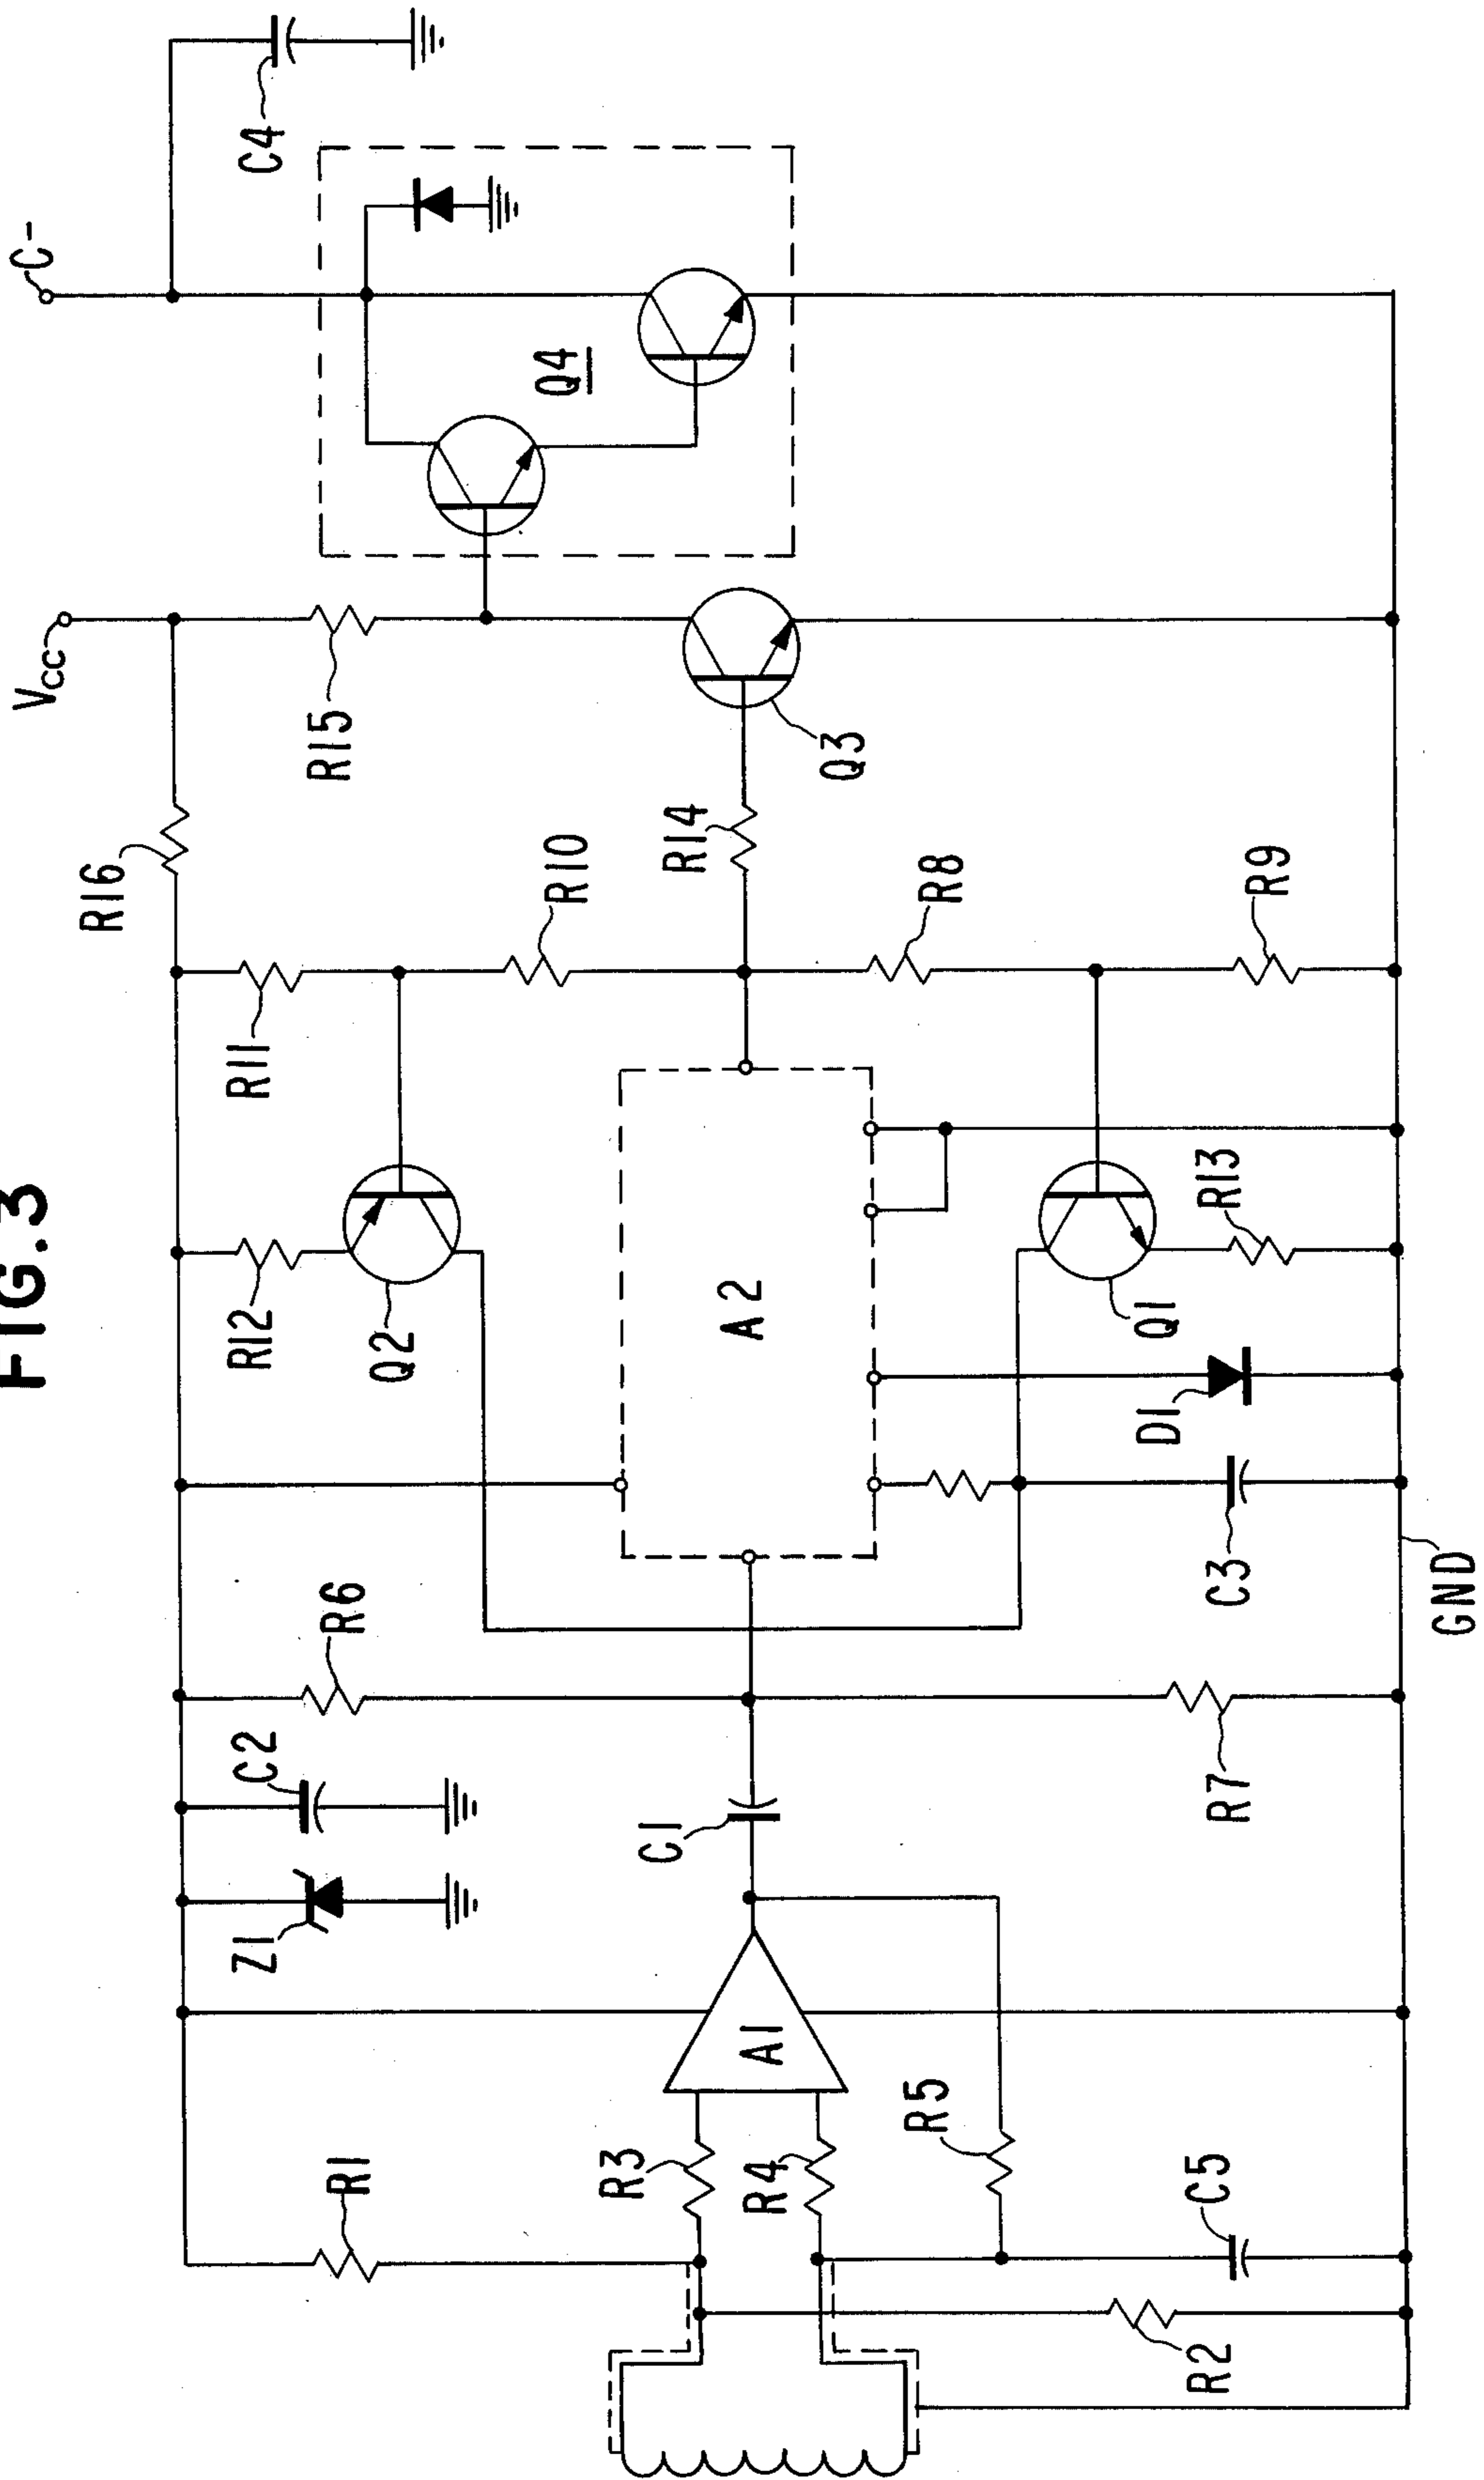 FIG.3
C-
C4
Vcc
Q4
R15
Q3
R16
R14
R10
R8
R9
R11
R12
Q2
A2
R13
Q1
D1
C3
GND
R6
C2
Z1
C1
R7
A1
R1
R3
R4
R5
C5
R2